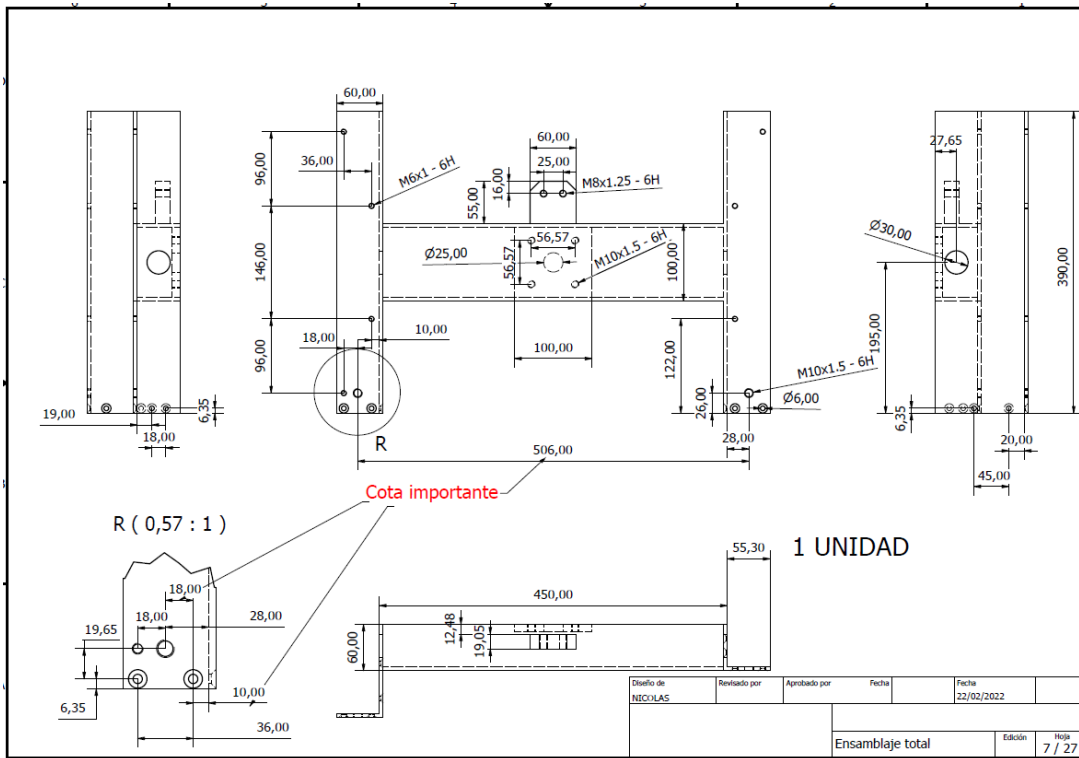 60,00
96,00
36,00
M6x1 - 6H
60,00
25,00
16,00
M8x1.25 - 6H
55,00
27,65
Ø30,00
390,00
146,00
Ø25,00
56,57
56,57
M10x1.5 - 6H
100,00
195,00
18,00
10,00
96,00
100,00
122,00
M10x1.5 - 6H
26,00
Ø6,00
28,00
19,00
6,35
18,00
R
506,00
6,35
20,00
45,00
Cota importante
R ( 0,57 : 1 )
1 UNIDAD
55,30
18,00
18,00
28,00
19,65
450,00
12,48
19,05
60,00
10,00
6,35
36,00
Diseño de
Revisado por
Aprobado por
Fecha
Fecha
NICOLAS
22/02/2022
Ensamblaje total
Edición
Hoja
7 / 27